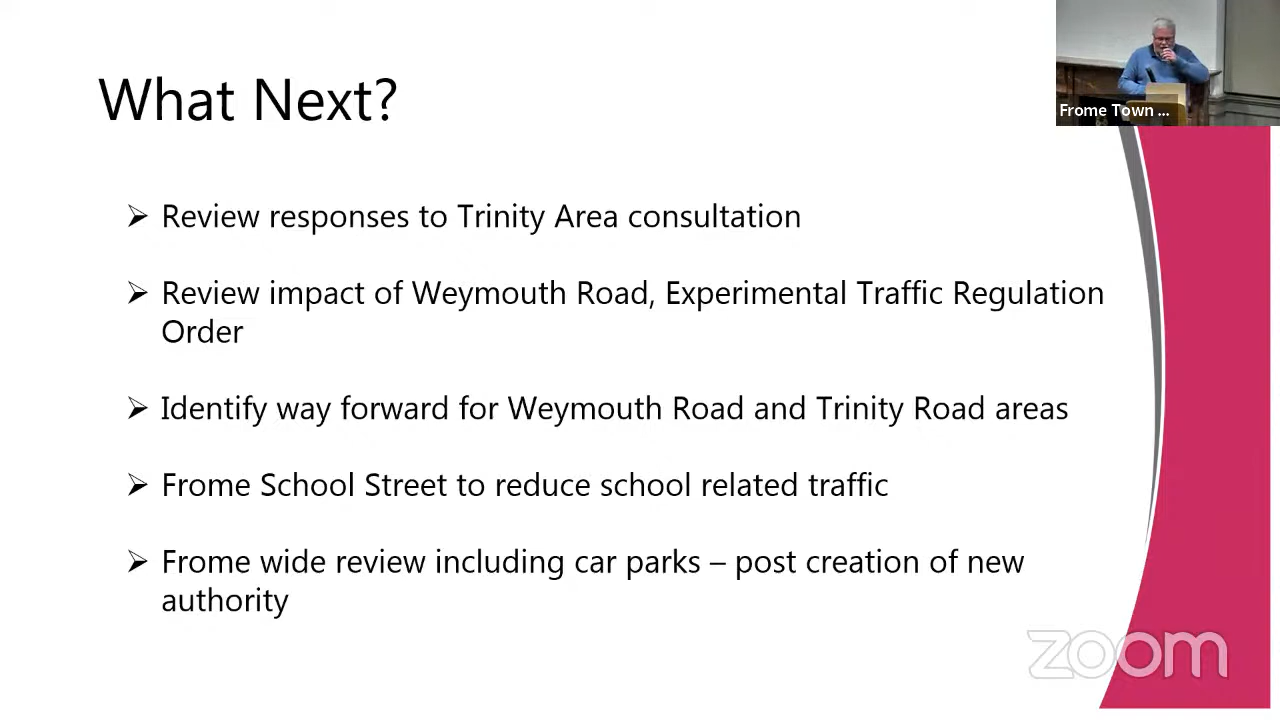 What Next?
Frome Town ...
➢ Review responses to Trinity Area consultation
➢ Review impact of Weymouth Road, Experimental Traffic Regulation
Order
➢ Identify way forward for Weymouth Road and Trinity Road areas
➢ Frome School Street to reduce school related traffic
➢ Frome wide review including car parks – post creation of new
authority
zoom